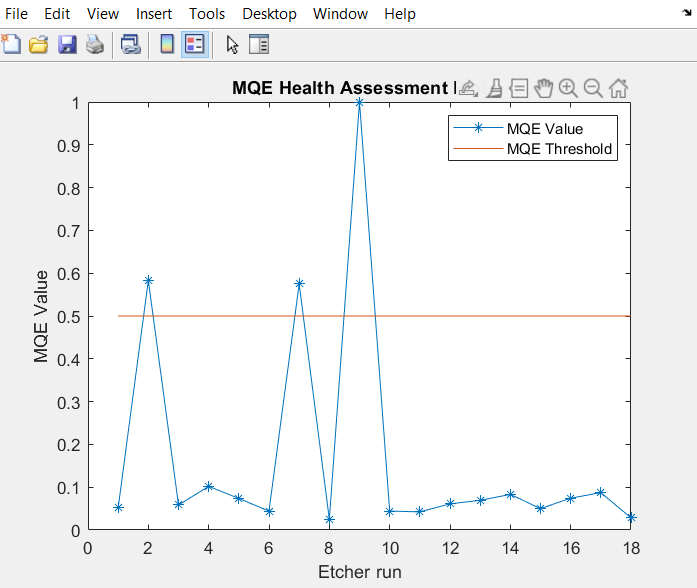 File Edit View Insert Tools Desktop Window Help
MQE Health Assessment
1
0.9
0.8
0.7
0.6
0.5
0.4
0.3
0.2
0.1
0
MQE Value
MQE Value
MQE Threshold
0 2 4 6 8 10 12 14 16 18
Etcher run